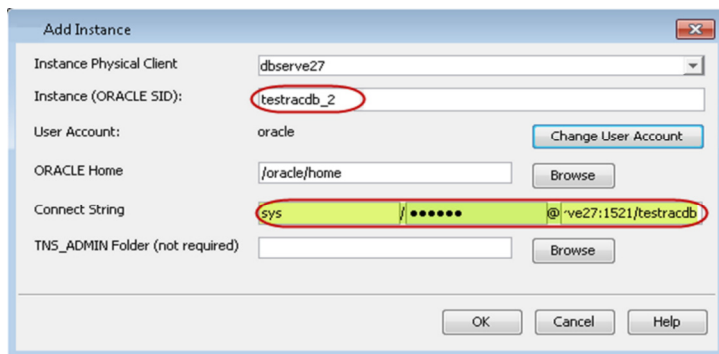 Add Instance
Instance Physical Client dbserve27
Instance (ORACLE SID): testracdb_2
User Account: oracle Change User Account
ORACLE Home /oracle/home Browse
Connect String sys / ●●●●●● @ ve27:1521/testracdb
TNS_ADMIN Folder (not required) Browse
OK Cancel Help